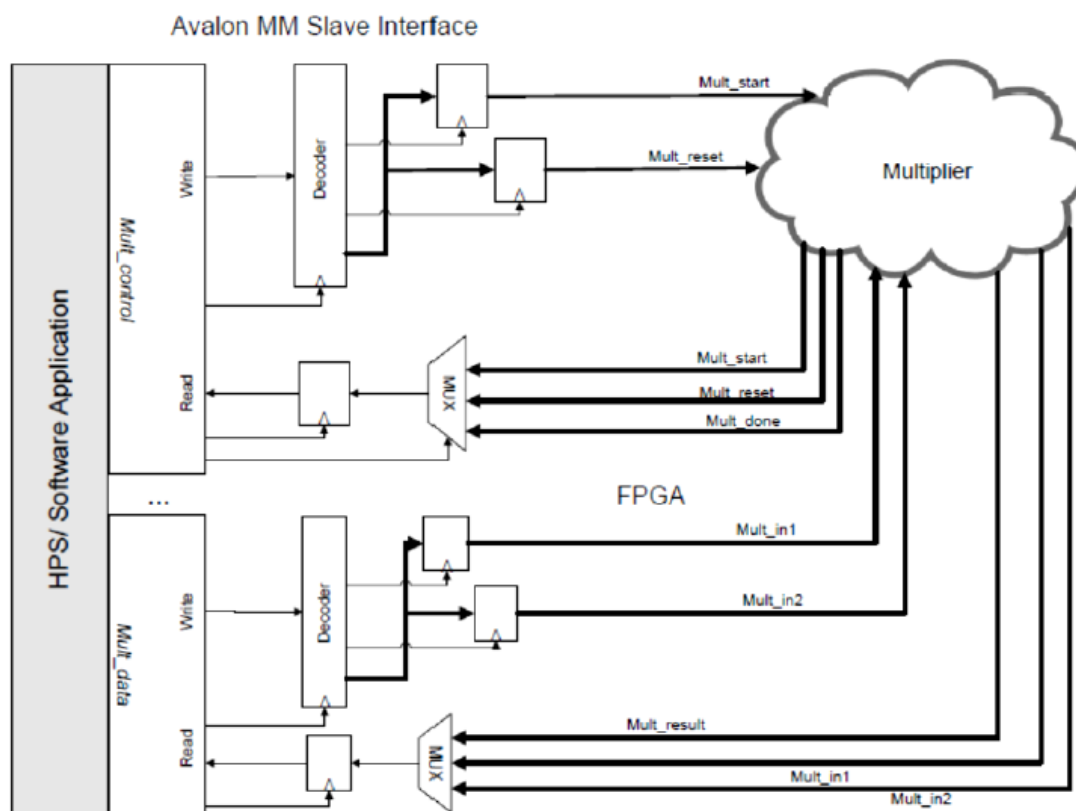 Avalon MM Slave Interface
HPS/ Software Application
Mult_control
Write
Read
Decoder
Mult_start
Mult_reset
Multiplier
MUX
Mult_start
Mult_reset
Mult_done
...
FPGA
Mult_data
Write
Read
Decoder
Mult_in1
Mult_in2
MUX
Mult_result
Mult_in1
Mult_in2